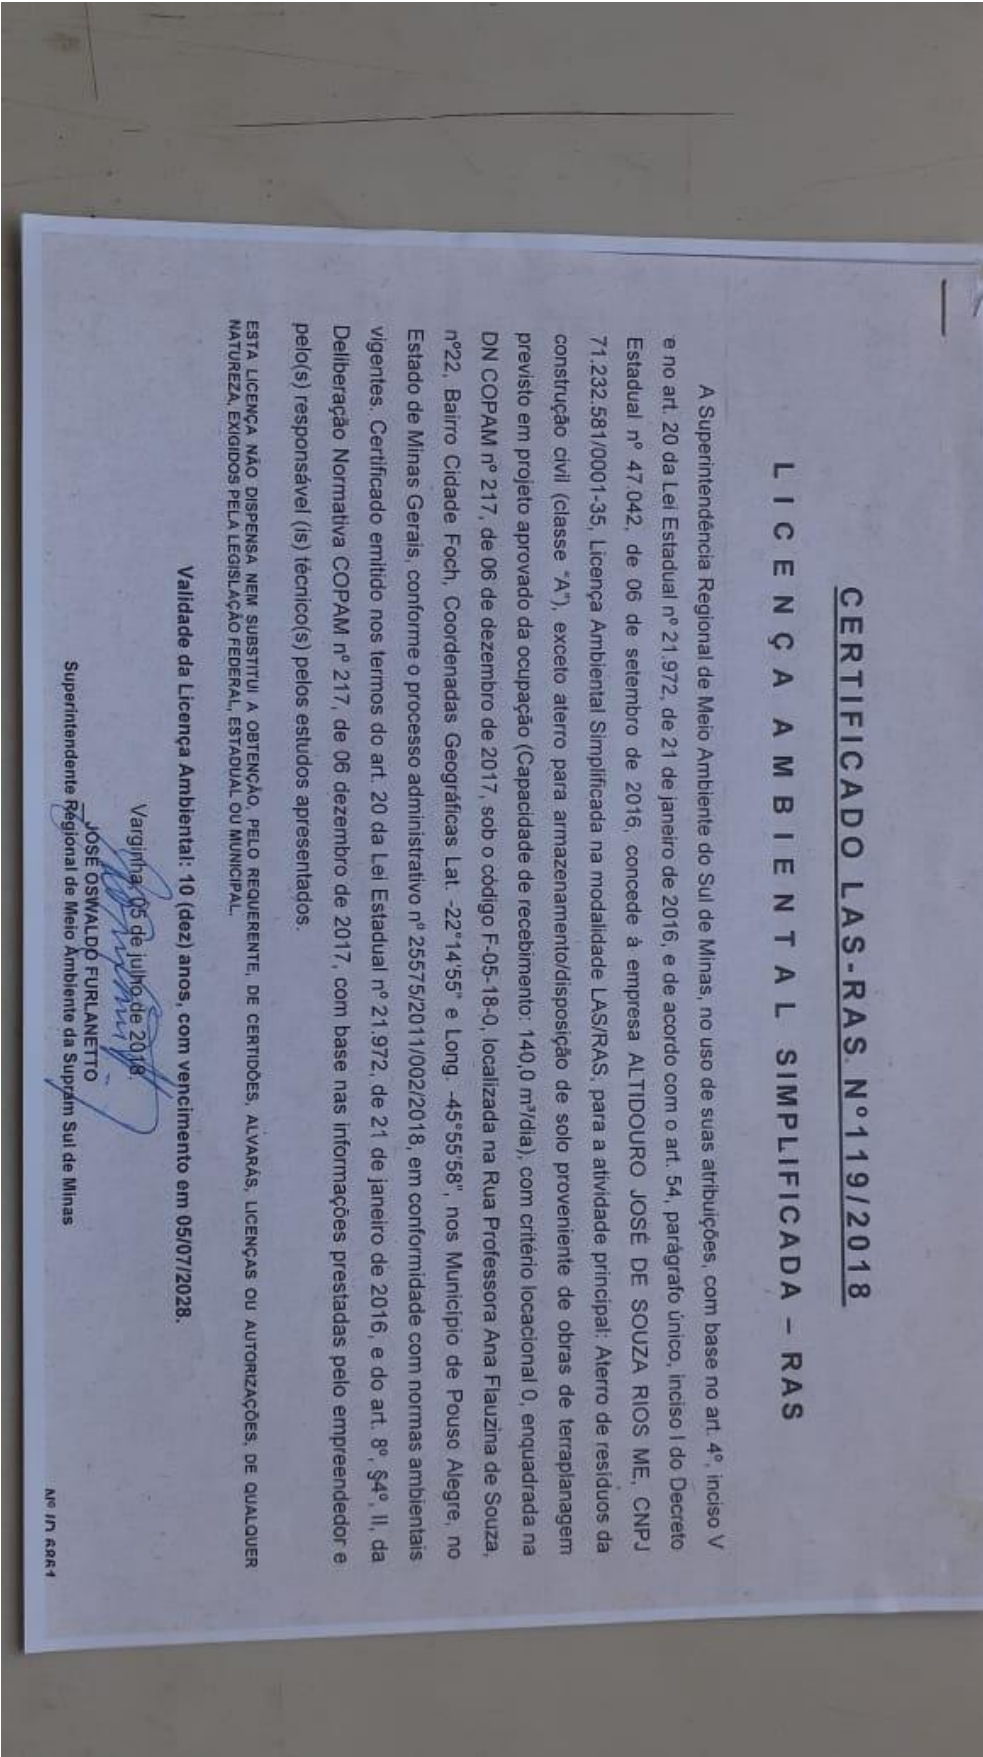 CERTIFICADO LAS-RAS Nº119/2018
LICENÇA AMBIENTAL SIMPLIFICADA – RAS
A Superintendência Regional de Meio Ambiente do Sul de Minas, no uso de suas atribuições, com base no art. 4º, inciso V
e no art. 20 da Lei Estadual nº 21.972, de 21 de janeiro de 2016, e de acordo com o art. 54, parágrafo único, inciso I do Decreto
Estadual nº 47.042, de 06 de setembro de 2016, concede à empresa ALTIDOURO JOSÉ DE SOUZA RIOS ME, CNPJ
71.232.581/0001-35, Licença Ambiental Simplificada na modalidade LAS/RAS, para a atividade principal: Aterro de resíduos da
construção civil (classe "A"), exceto aterro para armazenamento/disposição de solo proveniente de obras de terraplanagem
previsto em projeto aprovado da ocupação (Capacidade de recebimento: 140,0 m³/dia), com critério locacional 0, enquadrada na
DN COPAM nº 217, de 06 de dezembro de 2017, sob o código F-05-18-0, localizada na Rua Professora Ana Flauzina de Souza,
nº22, Bairro Cidade Foch, Coordenadas Geográficas Lat. -22°14'55" e Long. -45°55'58", nos Município de Pouso Alegre, no
Estado de Minas Gerais, conforme o processo administrativo nº 25575/2011/002/2018, em conformidade com normas ambientais
vigentes. Certificado emitido nos termos do art. 20 da Lei Estadual nº 21.972, de 21 de janeiro de 2016, e do art. 8º, §4º, II, da
Deliberação Normativa COPAM nº 217, de 06 dezembro de 2017, com base nas informações prestadas pelo empreendedor e
pelo(s) responsável (is) técnico(s) pelos estudos apresentados.
ESTA LICENÇA NÃO DISPENSA NEM SUBSTITUI A OBTENÇÃO, PELO REQUERENTE, DE CERTIDÕES, ALVARÁS, LICENÇAS OU AUTORIZAÇÕES, DE QUALQUER
NATUREZA, EXIGIDOS PELA LEGISLAÇÃO FEDERAL, ESTADUAL OU MUNICIPAL.
Validade da Licença Ambiental: 10 (dez) anos, com vencimento em 05/07/2028.
Varginha, 05 de julho de 2018.
JOSÉ OSWALDO FURLANETTO
Superintendente Regional de Meio Ambiente da Supram Sul de Minas
Nº ID